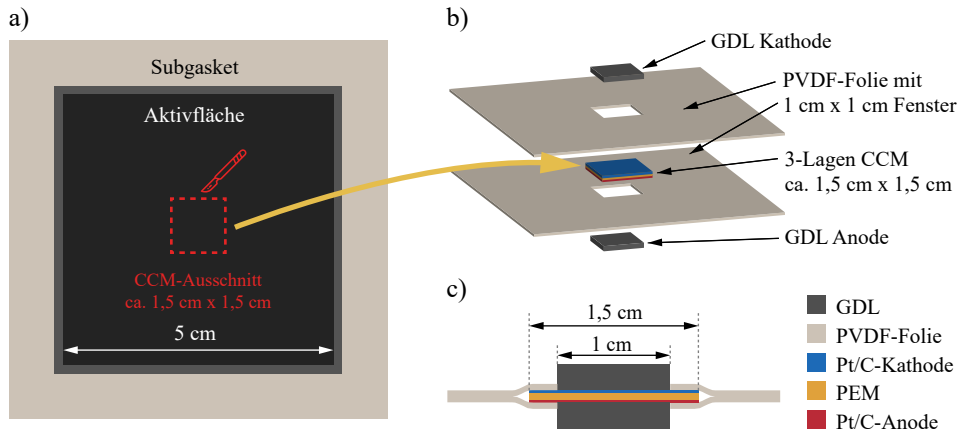 a)
Subgasket
Aktivfläche
CCM-Ausschnitt
ca. 1,5 cm x 1,5 cm
5 cm
b)
GDL Kathode
PVDF-Folie mit
1 cm x 1 cm Fenster
3-Lagen CCM
ca. 1,5 cm x 1,5 cm
GDL Anode
c)
1,5 cm
1 cm
GDL
PVDF-Folie
Pt/C-Kathode
PEM
Pt/C-Anode